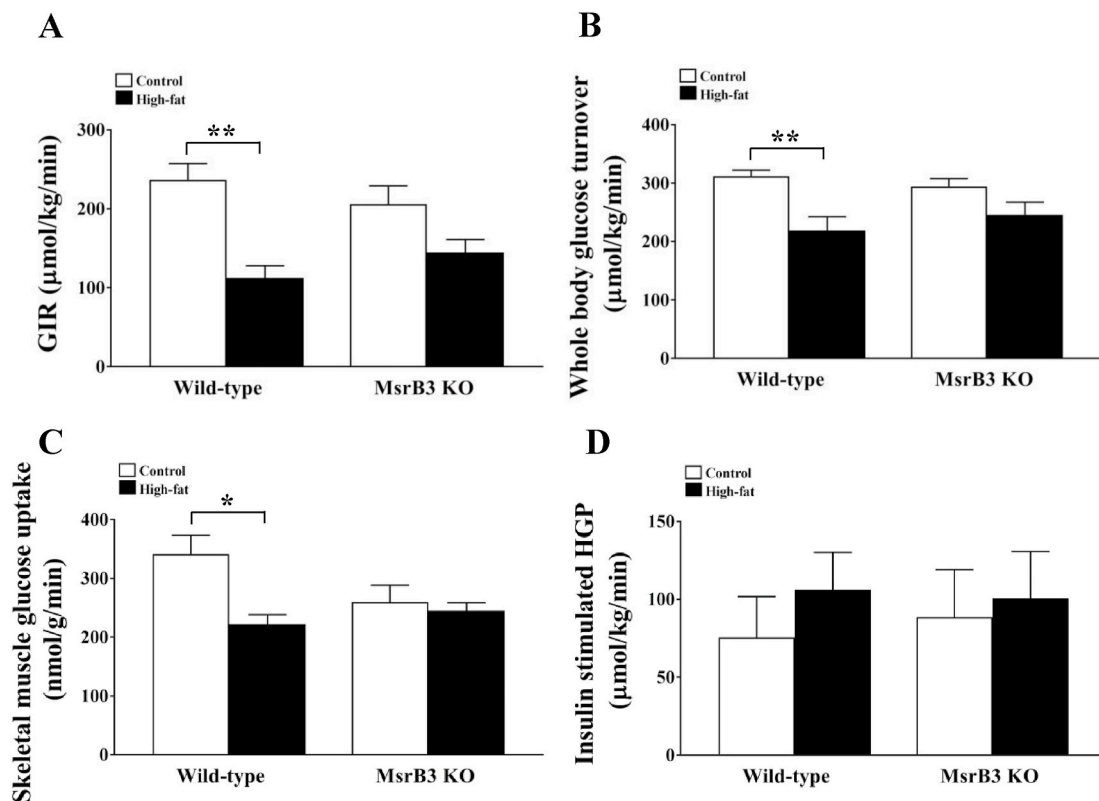 A
Control
High-fat
GIR (µmol/kg/min)
300
200
100
0
**
Wild-type
MsrB3 KO
B
Control
High-fat
Whole body glucose turnover
(µmol/kg/min)
400
300
200
100
0
**
Wild-type
MsrB3 KO
C
Control
High-fat
Skeletal muscle glucose uptake
(nmol/g/min)
400
300
200
100
0
*
Wild-type
MsrB3 KO
D
Control
High-fat
Insulin stimulated HGP
(µmol/kg/min)
150
100
50
0
Wild-type
MsrB3 KO